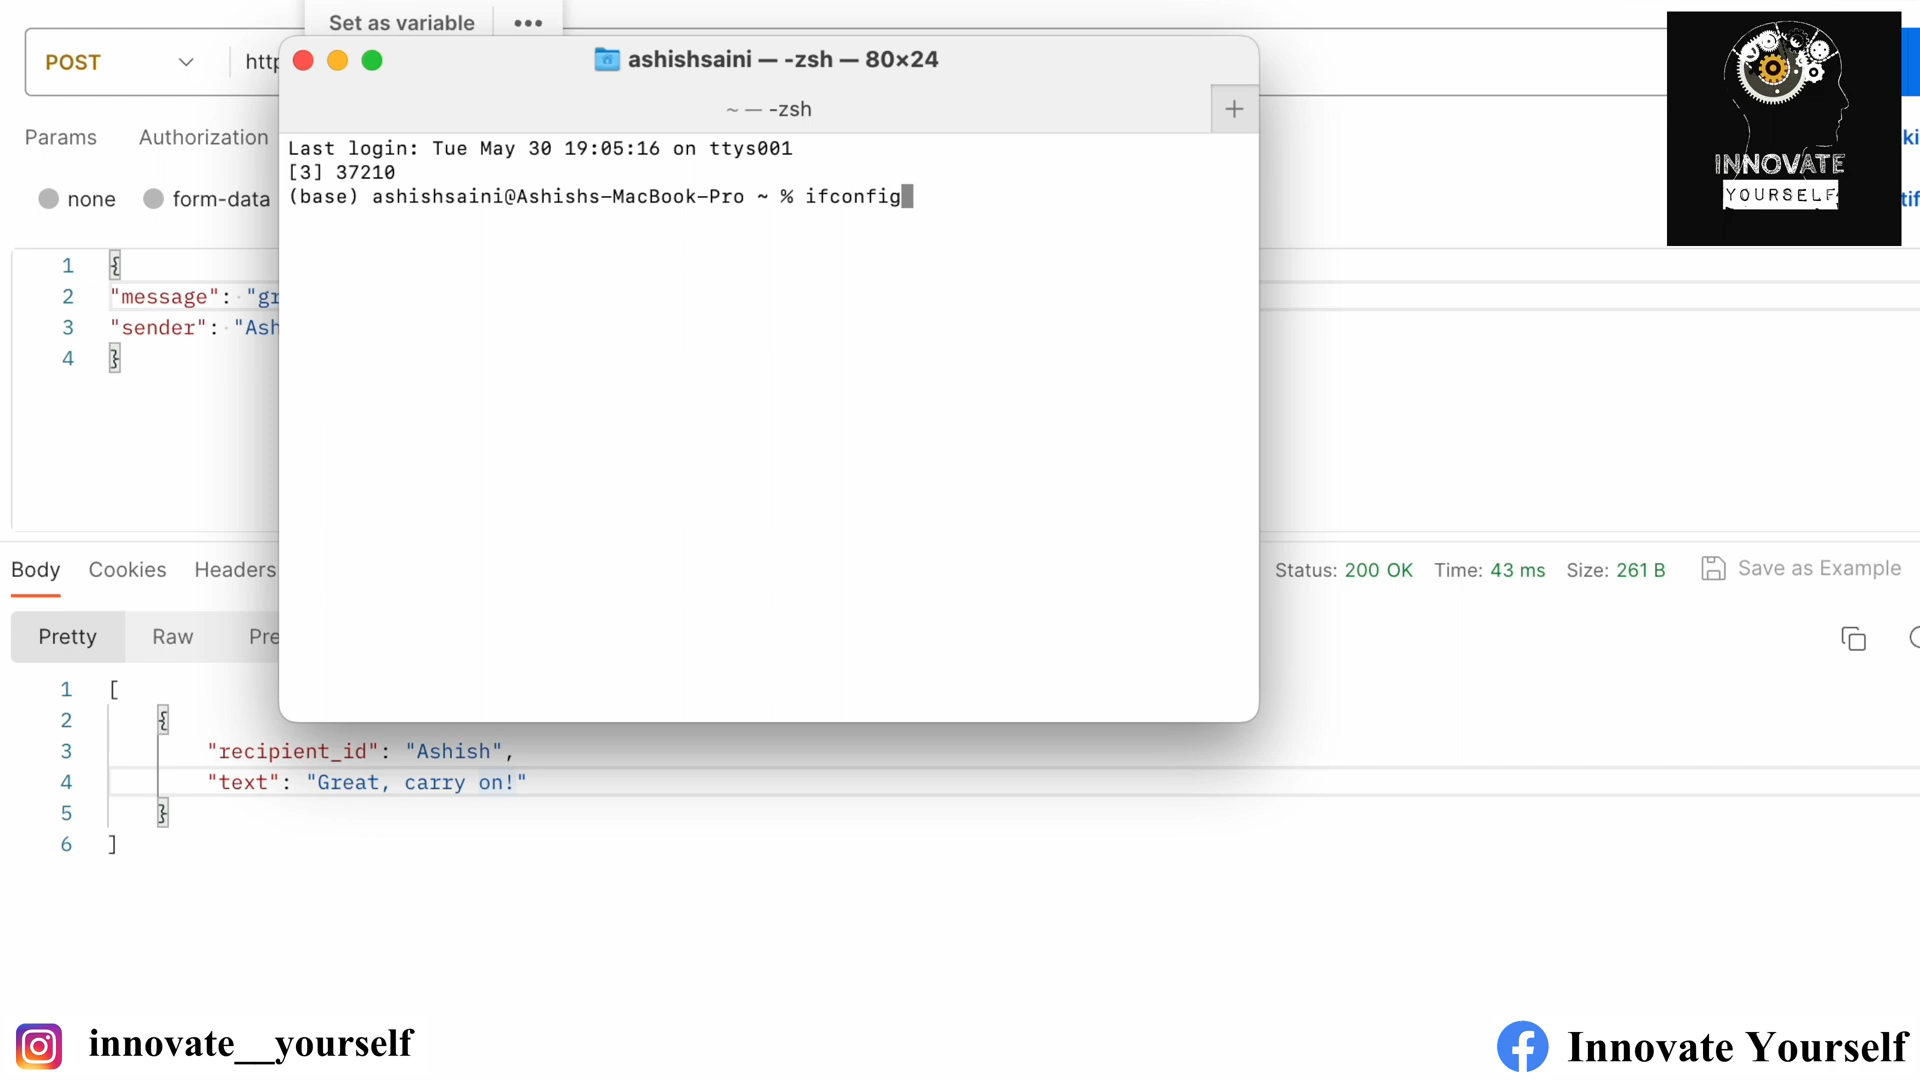 Set as variable
POST
http
ashishsaini — -zsh — 80×24
~ — -zsh
Params
Authorization
none
form-data
Last login: Tue May 30 19:05:16 on ttys001
[3] 37210
(base) ashishsaini@Ashishs-MacBook-Pro ~ % ifconfig
INNOVATE
YOURSELF
1 {
2 "message": "gr
3 "sender": "Ash
4 }
Body
Cookies
Headers
Status: 200 OK
Time: 43 ms
Size: 261 B
Save as Example
Pretty
Raw
Pre
1 [
2 {
3 "recipient_id": "Ashish",
4 "text": "Great, carry on!"
5 }
6 ]
innovate__yourself
Innovate Yourself